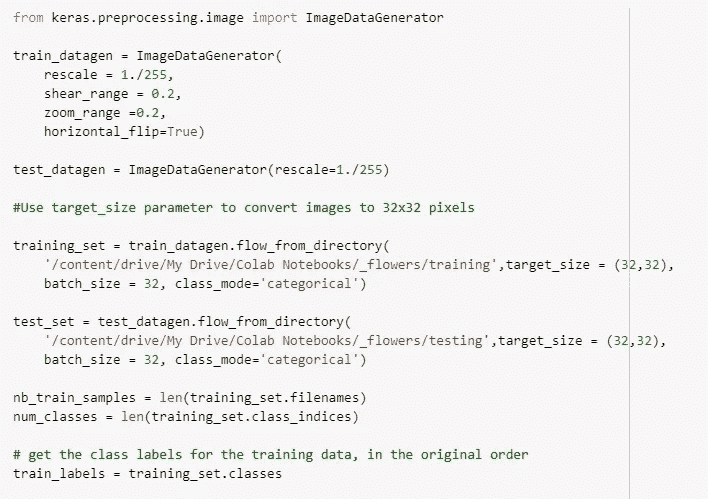 from keras.preprocessing.image import ImageDataGenerator
train_datagen = ImageDataGenerator(
    rescale = 1./255,
    shear_range = 0.2,
    zoom_range =0.2,
    horizontal_flip=True)
test_datagen = ImageDataGenerator(rescale=1./255)
#Use target_size parameter to convert images to 32x32 pixels
training_set = train_datagen.flow_from_directory(
    '/content/drive/My Drive/Colab Notebooks/_flowers/training',target_size = (32,32),
    batch_size = 32, class_mode='categorical')
test_set = test_datagen.flow_from_directory(
    '/content/drive/My Drive/Colab Notebooks/_flowers/testing',target_size = (32,32),
    batch_size = 32, class_mode='categorical')
nb_train_samples = len(training_set.filenames)
num_classes = len(training_set.class_indices)
# get the class labels for the training data, in the original order
train_labels = training_set.classes